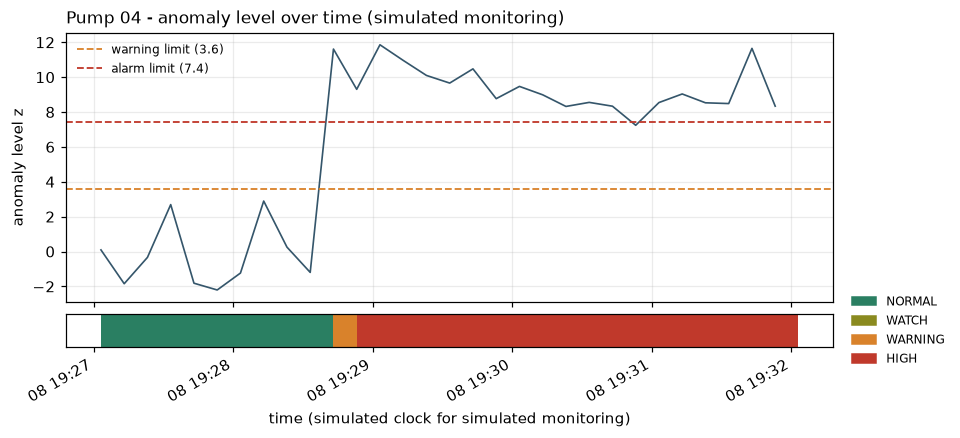 Pump 04 - anomaly level over time (simulated monitoring)
warning limit (3.6)
alarm limit (7.4)
12
10
8
6
4
2
0
−2
anomaly level z
NORMAL
WATCH
WARNING
HIGH
08 19:27
08 19:28
08 19:29
08 19:30
08 19:31
08 19:32
time (simulated clock for simulated monitoring)